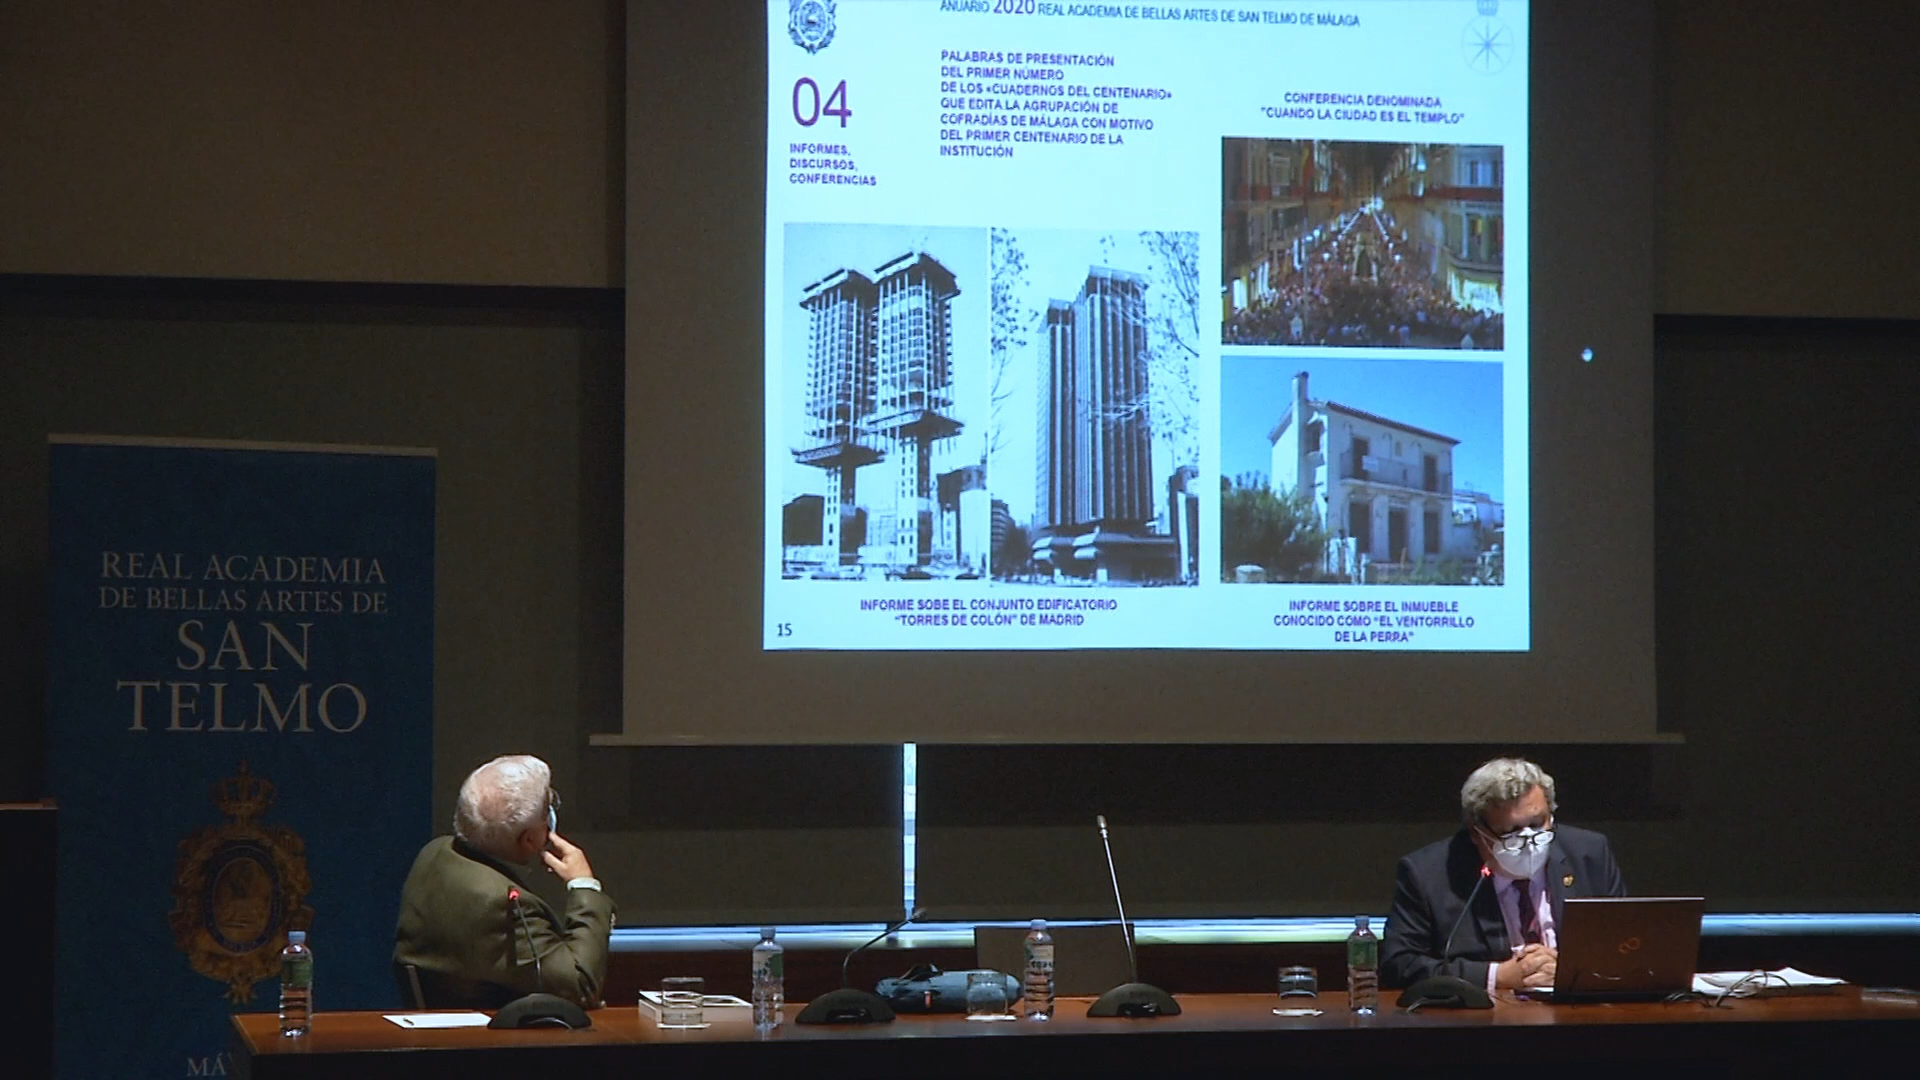 ANUARIO 2020 REAL ACADEMIA DE BELLAS ARTES DE SAN TELMO DE MÁLAGA
04
INFORMES,
DISCURSOS,
CONFERENCIAS
PALABRAS DE PRESENTACIÓN
DEL PRIMER NÚMERO
DE LOS «CUADERNOS DEL CENTENARIO»
QUE EDITA LA AGRUPACIÓN DE
COFRADÍAS DE MÁLAGA CON MOTIVO
DEL PRIMER CENTENARIO DE LA
INSTITUCIÓN
CONFERENCIA DENOMINADA
"CUANDO LA CIUDAD ES EL TEMPLO"
INFORME SOBE EL CONJUNTO EDIFICATORIO
"TORRES DE COLÓN" DE MADRID
INFORME SOBRE EL INMUEBLE
CONOCIDO COMO "EL VENTORRILLO
DE LA PERRA"
15
REAL ACADEMIA
DE BELLAS ARTES DE
SAN
TELMO
MÁ